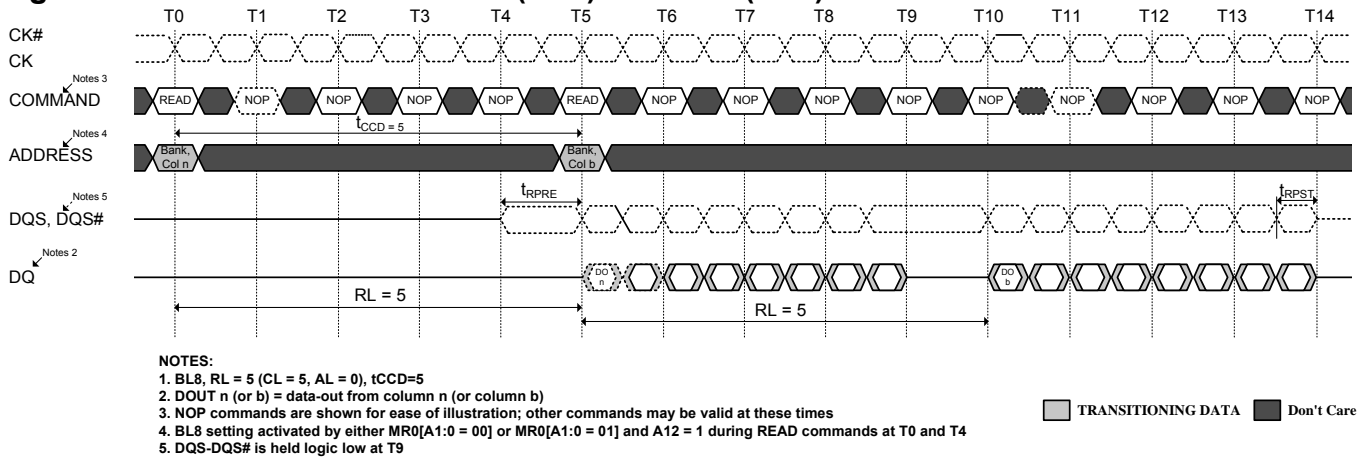 T0 T1 T2 T3 T4 T5 T6 T7 T8 T9 T10 T11 T12 T13 T14
CK#
CK
Notes 3
COMMAND READ NOP NOP NOP NOP READ NOP NOP NOP NOP NOP NOP NOP NOP NOP
tCCD = 5
Notes 4
ADDRESS
Bank, Col n
Bank, Col b
tRPRE
tRPST
Notes 5
DQS, DQS#
Notes 2
DQ
DO n
DO b
RL = 5
RL = 5
NOTES:
1. BL8, RL = 5 (CL = 5, AL = 0), tCCD=5
2. DOUT n (or b) = data-out from column n (or column b)
3. NOP commands are shown for ease of illustration; other commands may be valid at these times
4. BL8 setting activated by either MR0[A1:0 = 00] or MR0[A1:0 = 01] and A12 = 1 during READ commands at T0 and T4
5. DQS-DQS# is held logic low at T9
TRANSITIONING DATA
Don't Care